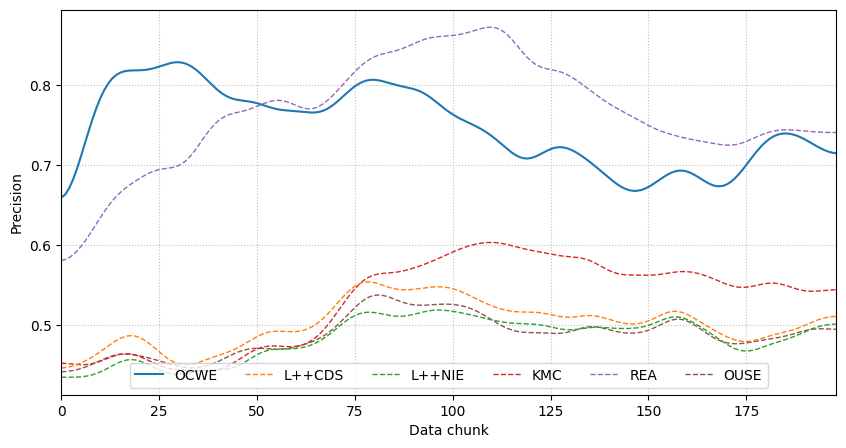 Precision
0.8
0.7
0.6
0.5
OCWE L++CDS L++NIE KMC REA OUSE
0 25 50 75 100 125 150 175
Data chunk